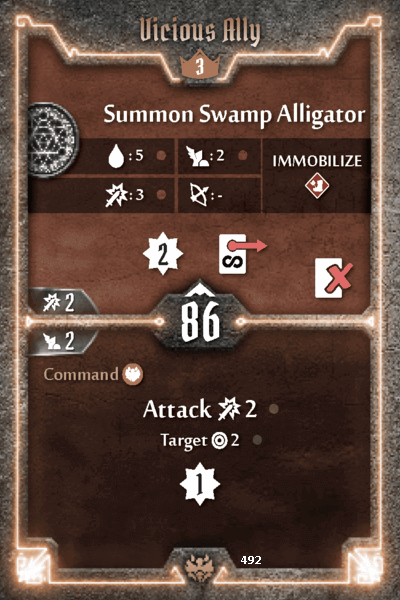 Vicious Ally
3
Summon Swamp Alligator
: 5
: 2
IMMOBILIZE
: 3
: -
2
8
2
86
2
Command
Attack 2
Target 2
1
492